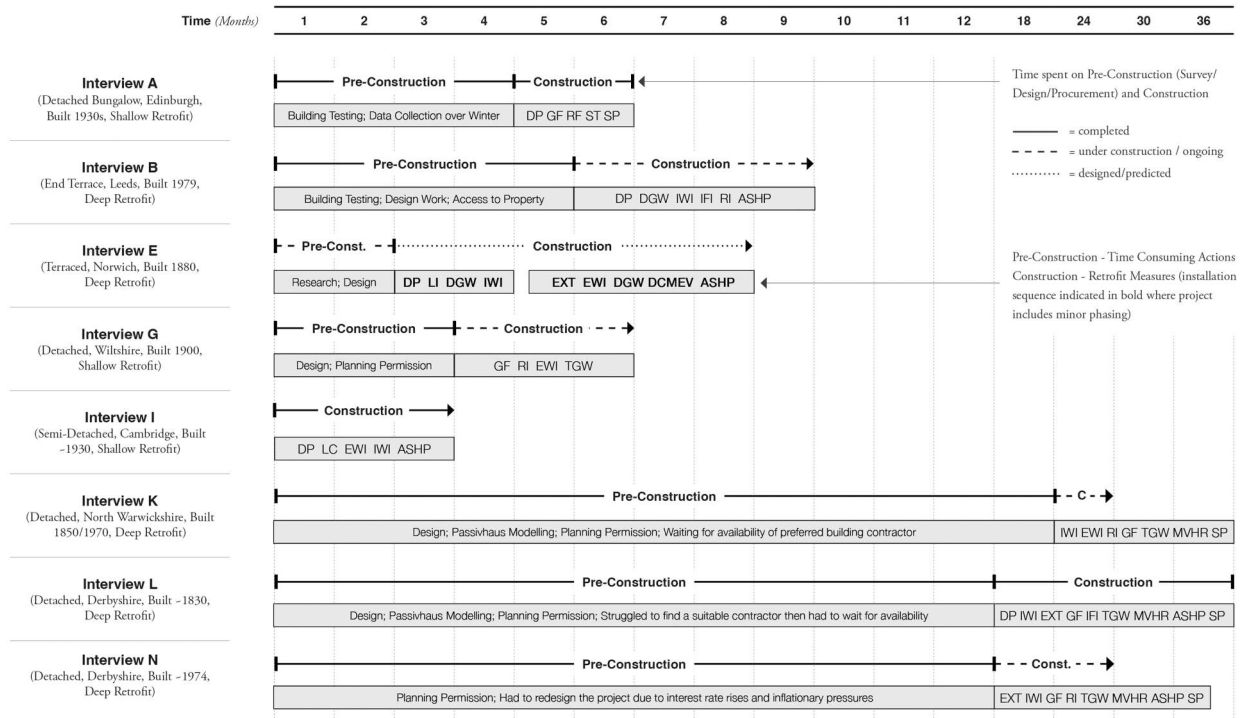 Time (Months) 1 2 3 4 5 6 7 8 9 10 11 12 18 24 30 36
Interview A
(Detached Bungalow, Edinburgh,
Built 1930s, Shallow Retrofit)
Pre-Construction Construction
Building Testing; Data Collection over Winter DP GF RF ST SP
Time spent on Pre-Construction (Survey/
Design/Procurement) and Construction
= completed
= under construction / ongoing
= designed/predicted
Interview B
(End Terrace, Leeds, Built 1979,
Deep Retrofit)
Pre-Construction Construction
Building Testing; Design Work; Access to Property DP DGW IWI IFI RI ASHP
Interview E
(Terraced, Norwich, Built 1880,
Deep Retrofit)
Pre-Const. Construction
Research; Design DP LI DGW IWI EXT EWI DGW DCMEV ASHP
Pre-Construction - Time Consuming Actions
Construction - Retrofit Measures (installation
sequence indicated in bold where project
includes minor phasing)
Interview G
(Detached, Wiltshire, Built 1900,
Shallow Retrofit)
Pre-Construction Construction
Design; Planning Permission GF RI EWI TGW
Interview I
(Semi-Detached, Cambridge, Built
~1930, Shallow Retrofit)
Construction
DP LC EWI IWI ASHP
Interview K
(Detached, North Warwickshire, Built
1850/1970, Deep Retrofit)
Pre-Construction C
Design; Passivhaus Modelling; Planning Permission; Waiting for availability of preferred building contractor IWI EWI RI GF TGW MVHR SP
Interview L
(Detached, Derbyshire, Built ~1830,
Deep Retrofit)
Pre-Construction Construction
Design; Passivhaus Modelling; Planning Permission; Struggled to find a suitable contractor then had to wait for availability DP IWI EXT GF IFI TGW MVHR ASHP SP
Interview N
(Detached, Derbyshire, Built ~1974,
Deep Retrofit)
Pre-Construction Const.
Planning Permission; Had to redesign the project due to interest rate rises and inflationary pressures EXT IWI GF RI TGW MVHR ASHP SP